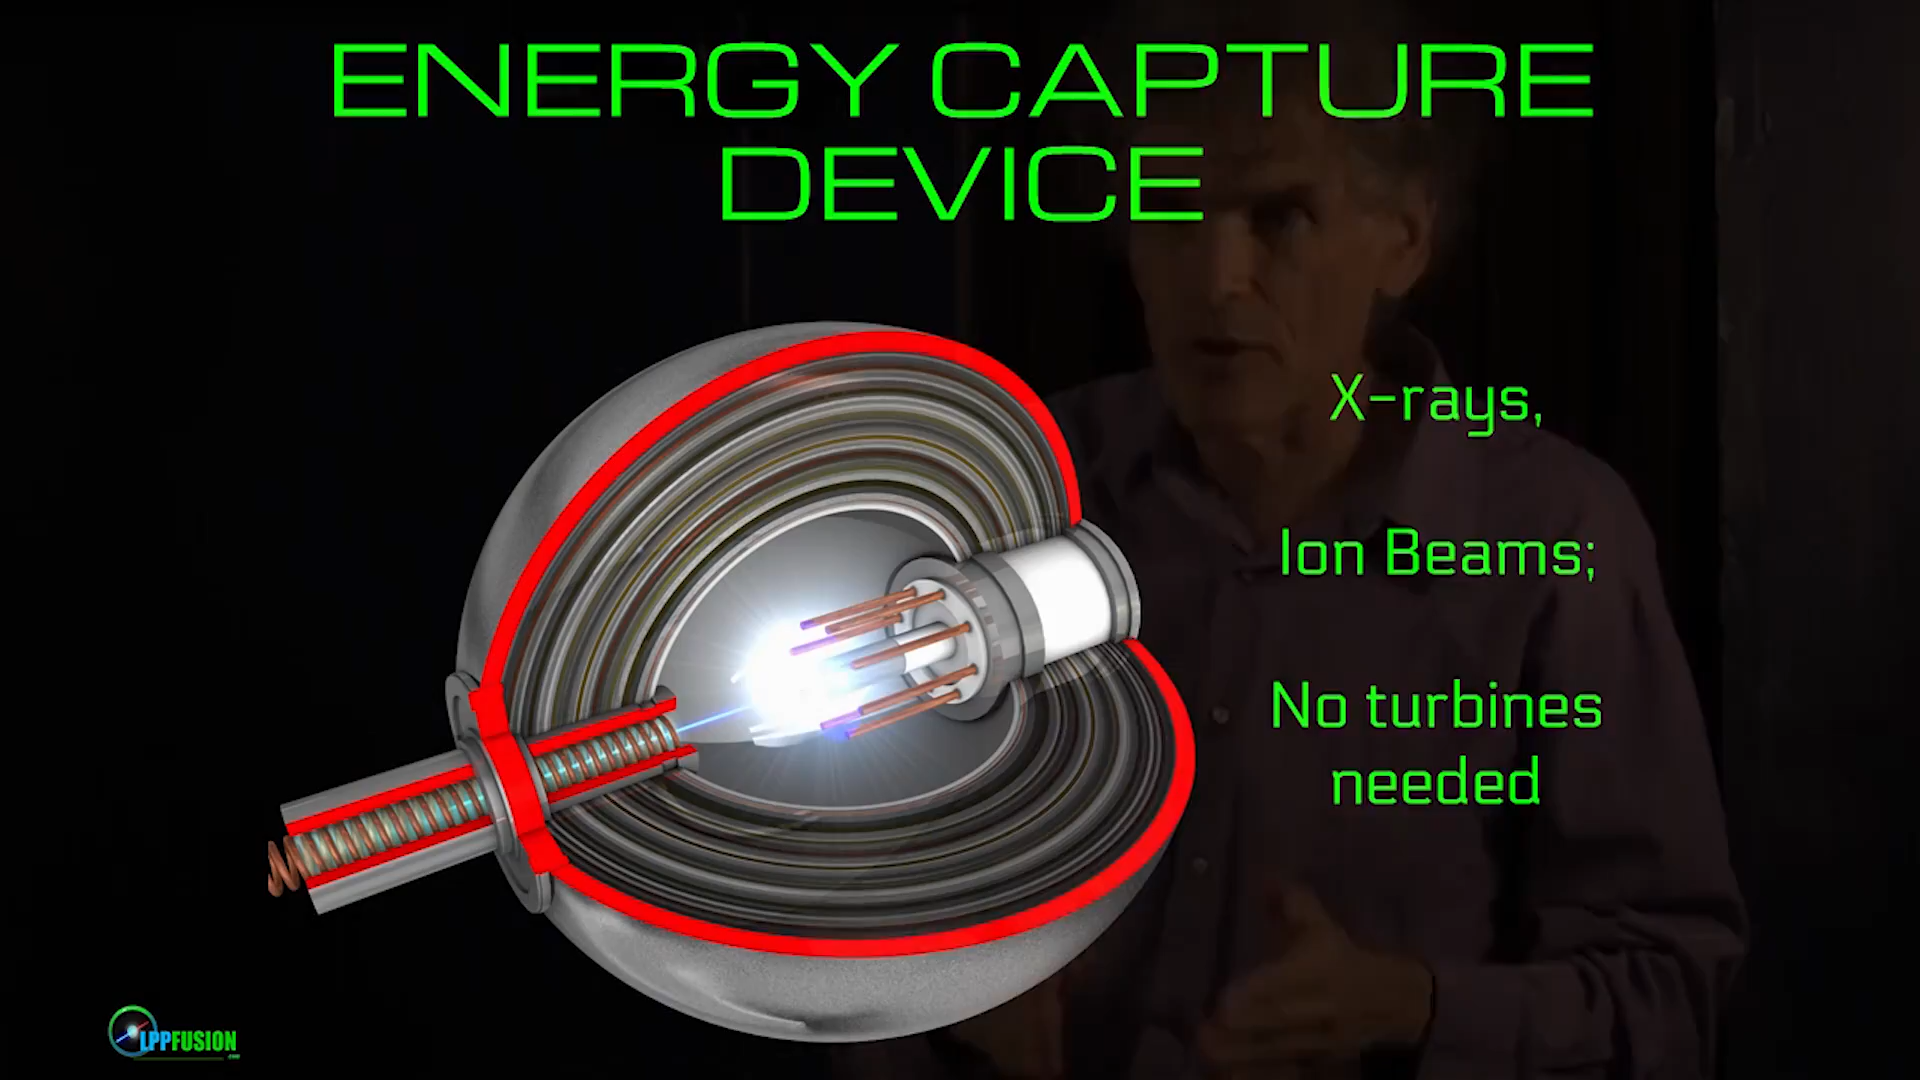 ENERGY CAPTURE
DEVICE
X-rays,
Ion Beams;
No turbines
needed
LPPFUSION